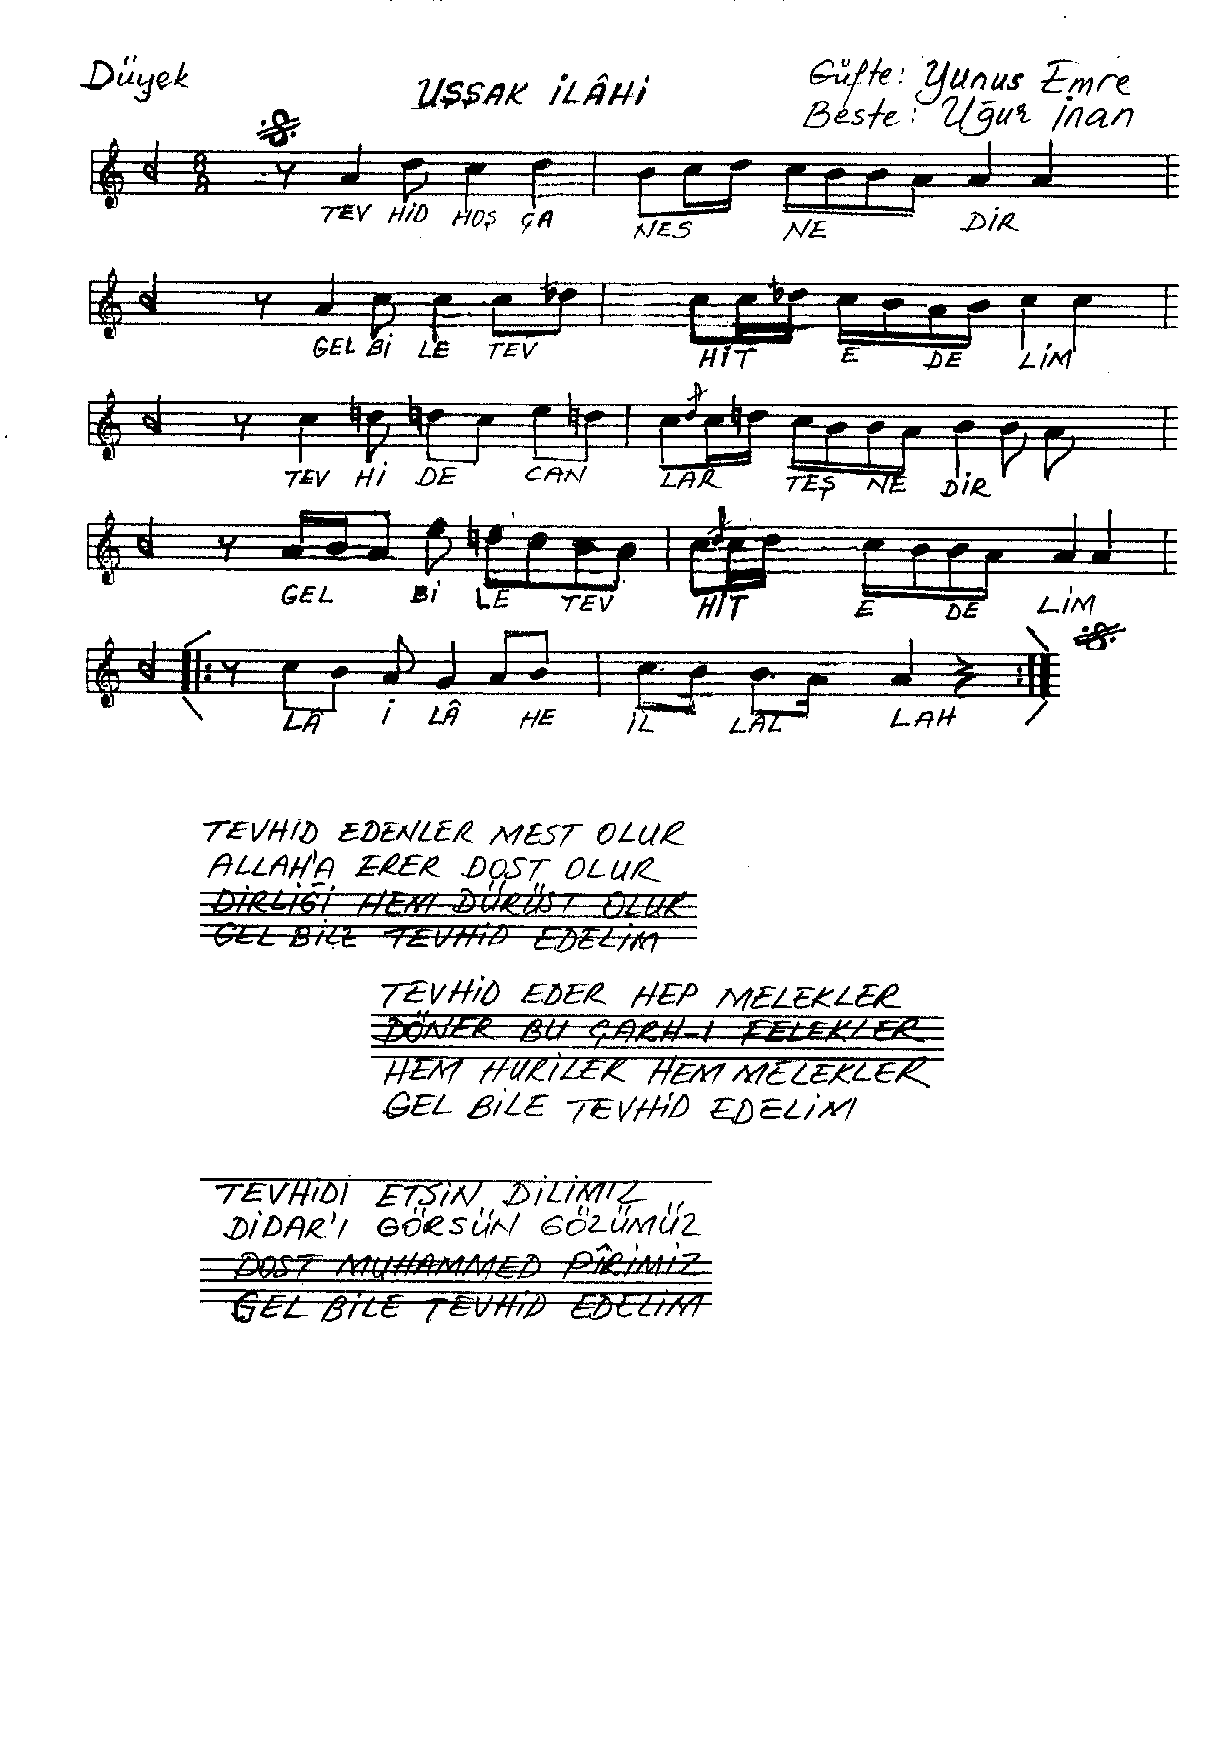 Düyek
UŞŞAK İLÂHİ
Güfte: Yunus Emre
Beste: Uğur İnan
8
8
TEV HİD HOŞ ÇA NES NE DİR
GEL Bİ LE TEV HİT E DE LİM
TEV Hİ DE CAN LAR TEŞ NE DİR
GEL Bİ LE TEV HİT E DE LİM
LÂ İ LÂ HE İL LÂL LAH
TEVHİD EDENLER MEST OLUR
ALLAH'A ERER DOST OLUR
DİRLİĞİ HEM DÜRÜST OLUR
GEL BİLE TEVHİD EDELİM
TEVHİD EDER HEP MELEKLER
DÖNER BU ÇARH-I FELEKLER
HEM HURİLER HEM MELEKLER
GEL BİLE TEVHİD EDELİM
TEVHİDİ ETSİN DİLİMİZ
DİDAR'I GÖRSÜN GÖZÜMÜZ
DOST MUHAMMED PÎRİMİZ
GEL BİLE TEVHİD EDELİM